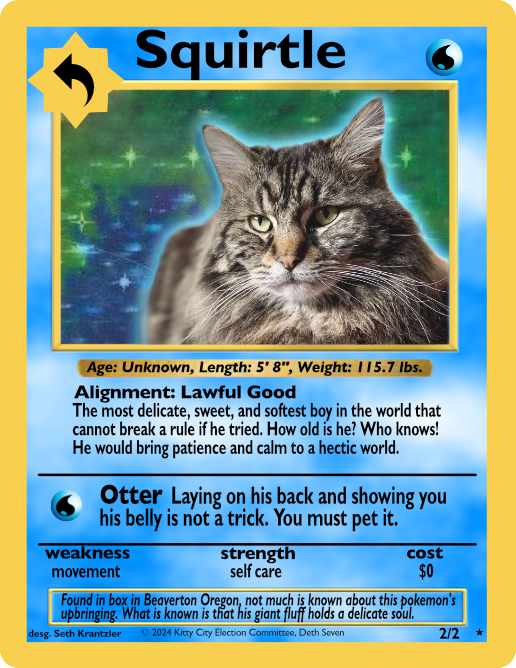 Squirtle
Age: Unknown, Length: 5' 8", Weight: 115.7 lbs.
Alignment: Lawful Good
The most delicate, sweet, and softest boy in the world that
cannot break a rule if he tried. How old is he? Who knows!
He would bring patience and calm to a hectic world.
Otter Laying on his back and showing you
his belly is not a trick. You must pet it.
weakness strength cost
movement self care $0
Found in box in Beaverton Oregon, not much is known about this pokemon's
upbringing. What is known is that his giant fluff holds a delicate soul.
desg. Seth Krantzler © 2024 Kitty City Election Committee, Deth Seven 2/2 ★